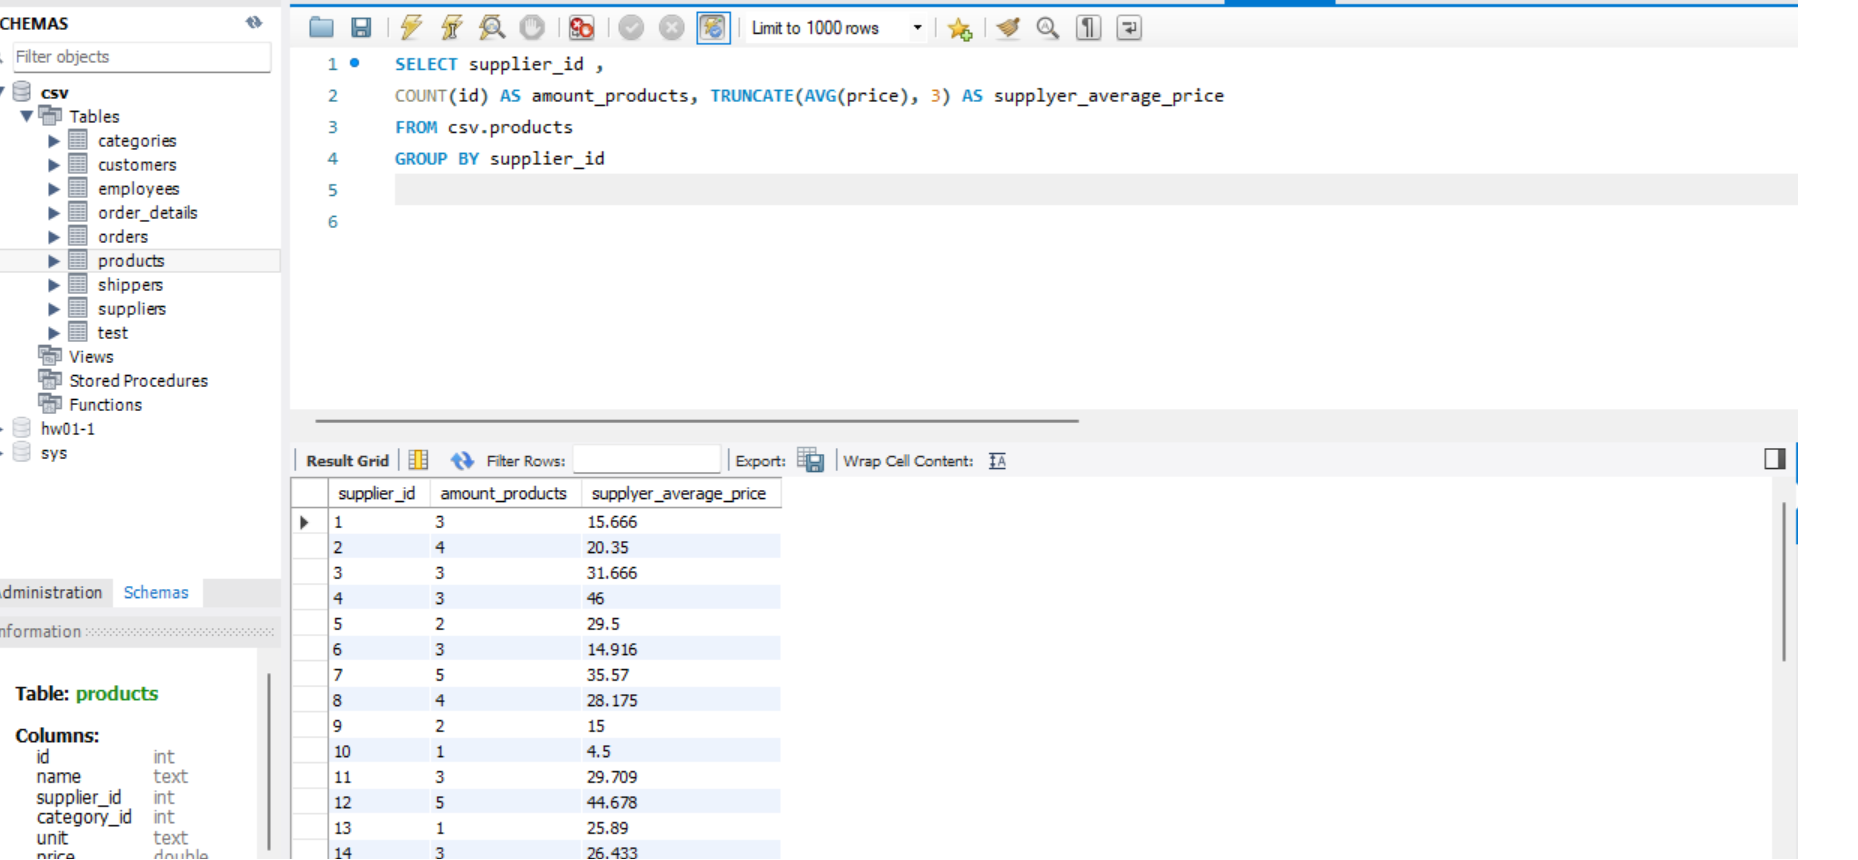 CHEMAS
Filter objects
csv
Tables
categories
customers
employees
order_details
orders
products
shippers
suppliers
test
Views
Stored Procedures
Functions
hw01-1
sys
dministration Schemas
nformation
Table: products
Columns:
id int
name text
supplier_id int
category_id int
unit text
price double
Limit to 1000 rows
1 SELECT supplier_id ,
2 COUNT(id) AS amount_products, TRUNCATE(AVG(price), 3) AS supplyer_average_price
3 FROM csv.products
4 GROUP BY supplier_id
5
6
Result Grid Filter Rows: Export: Wrap Cell Content: IA
supplier_id amount_products supplyer_average_price
1 3 15.666
2 4 20.35
3 3 31.666
4 3 46
5 2 29.5
6 3 14.916
7 5 35.57
8 4 28.175
9 2 15
10 1 4.5
11 3 29.709
12 5 44.678
13 1 25.89
14 3 26.433